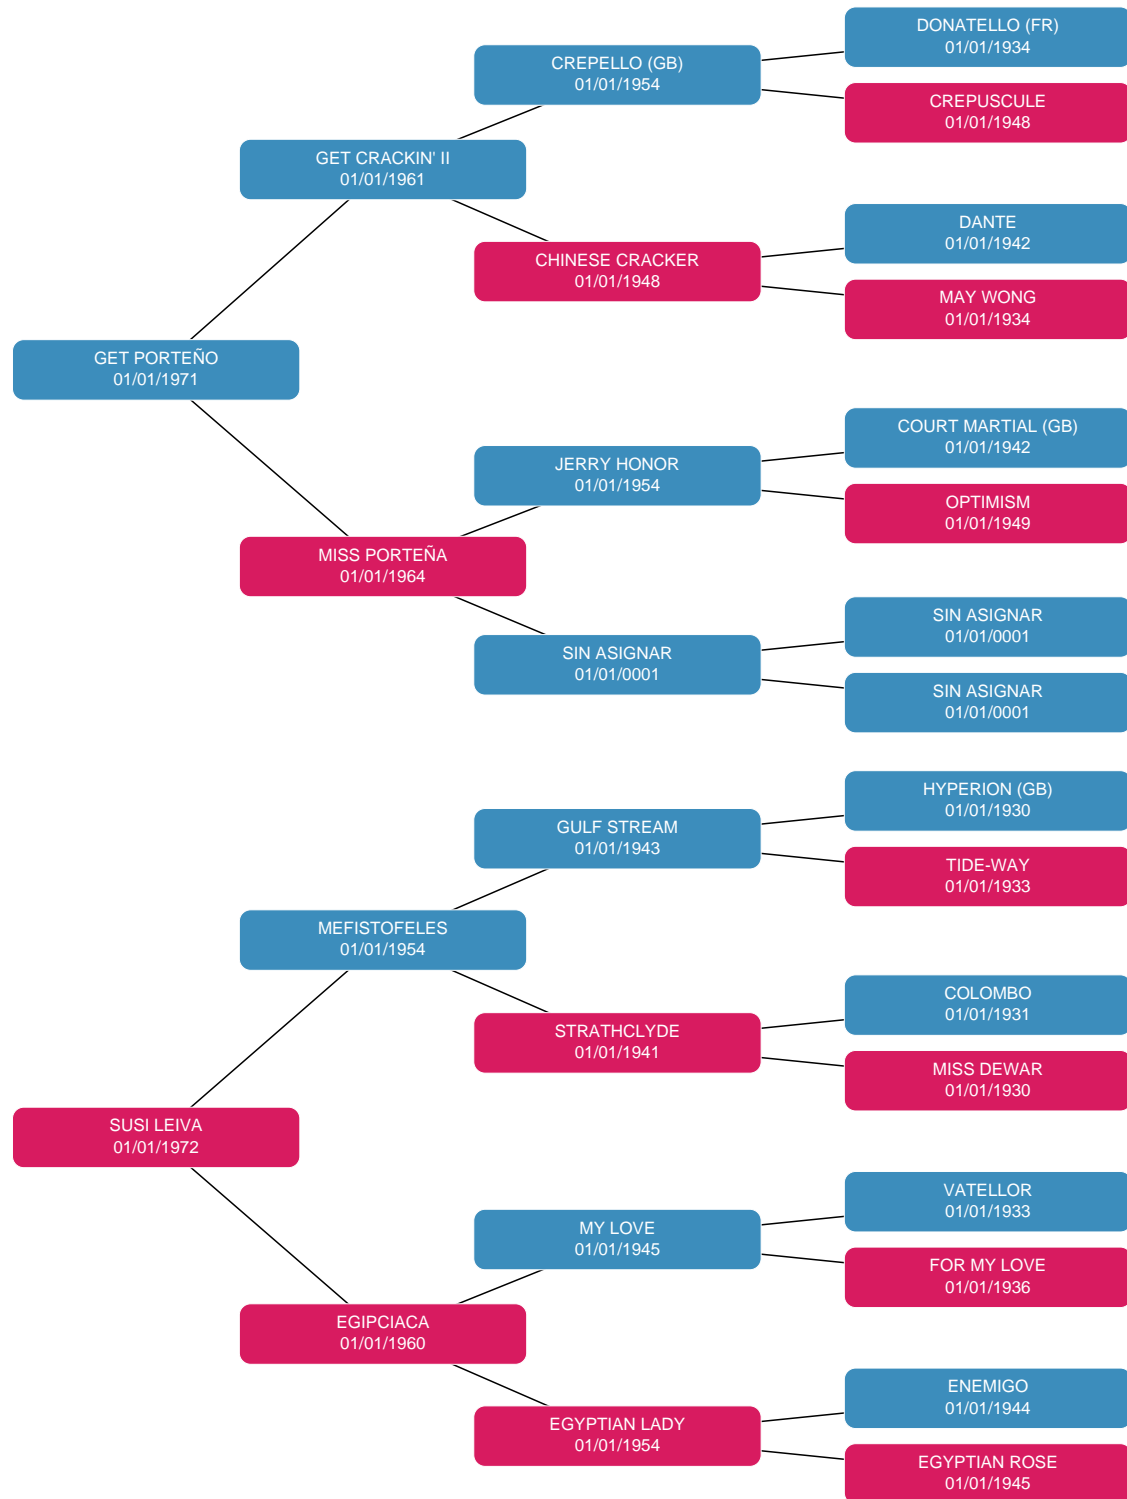 DONATELLO (FR)
01/01/1934
CREPELLO (GB)
01/01/1954
CREPUSCULE
01/01/1948
GET CRACKIN' II
01/01/1961
DANTE
01/01/1942
CHINESE CRACKER
01/01/1948
MAY WONG
01/01/1934
GET PORTEÑO
01/01/1971
COURT MARTIAL (GB)
01/01/1942
JERRY HONOR
01/01/1954
OPTIMISM
01/01/1949
MISS PORTEÑA
01/01/1964
SIN ASIGNAR
01/01/0001
SIN ASIGNAR
01/01/0001
SIN ASIGNAR
01/01/0001
HYPERION (GB)
01/01/1930
GULF STREAM
01/01/1943
TIDE-WAY
01/01/1933
MEFISTOFELES
01/01/1954
COLOMBO
01/01/1931
STRATHCLYDE
01/01/1941
MISS DEWAR
01/01/1930
SUSI LEIVA
01/01/1972
VATELLOR
01/01/1933
MY LOVE
01/01/1945
FOR MY LOVE
01/01/1936
EGIPCIACA
01/01/1960
ENEMIGO
01/01/1944
EGYPTIAN LADY
01/01/1954
EGYPTIAN ROSE
01/01/1945